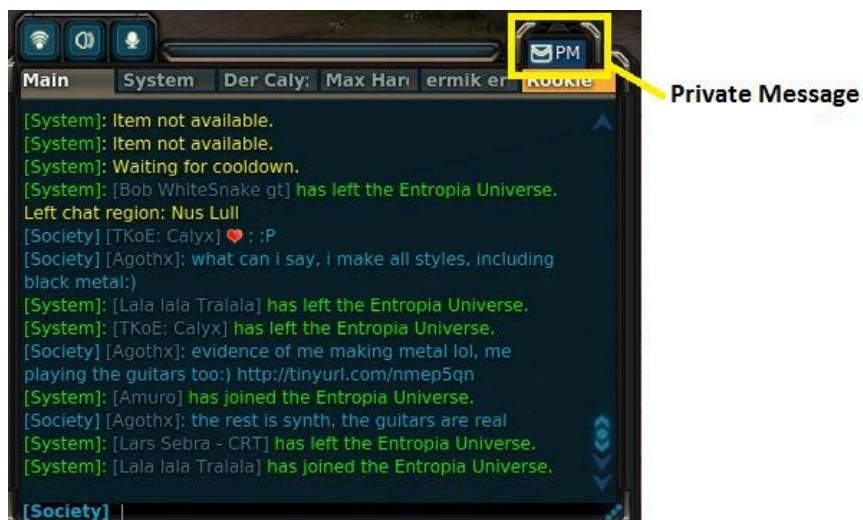 PM
Private Message
Main System Der Caly: Max Har ermik er Rookie
[System]: Item not available.
[System]: Item not available.
[System]: Waiting for cooldown.
[System]: [Bob WhiteSnake gt] has left the Entropia Universe.
Left chat region: Nus Lull
[Society] [TKoE: Calyx] ❤ : :P
[Society] [Agothx]: what can i say, i make all styles, including
black metal:)
[System]: [Lala lala Tralala] has left the Entropia Universe.
[System]: [TKoE: Calyx] has left the Entropia Universe.
[Society] [Agothx]: evidence of me making metal lol, me
playing the guitars too:) http://tinyurl.com/nmep5qn
[System]: [Amuro] has joined the Entropia Universe.
[Society] [Agothx]: the rest is synth, the guitars are real
[System]: [Lars Sebra - CRT] has left the Entropia Universe.
[System]: [Lala lala Tralala] has joined the Entropia Universe.
[Society]